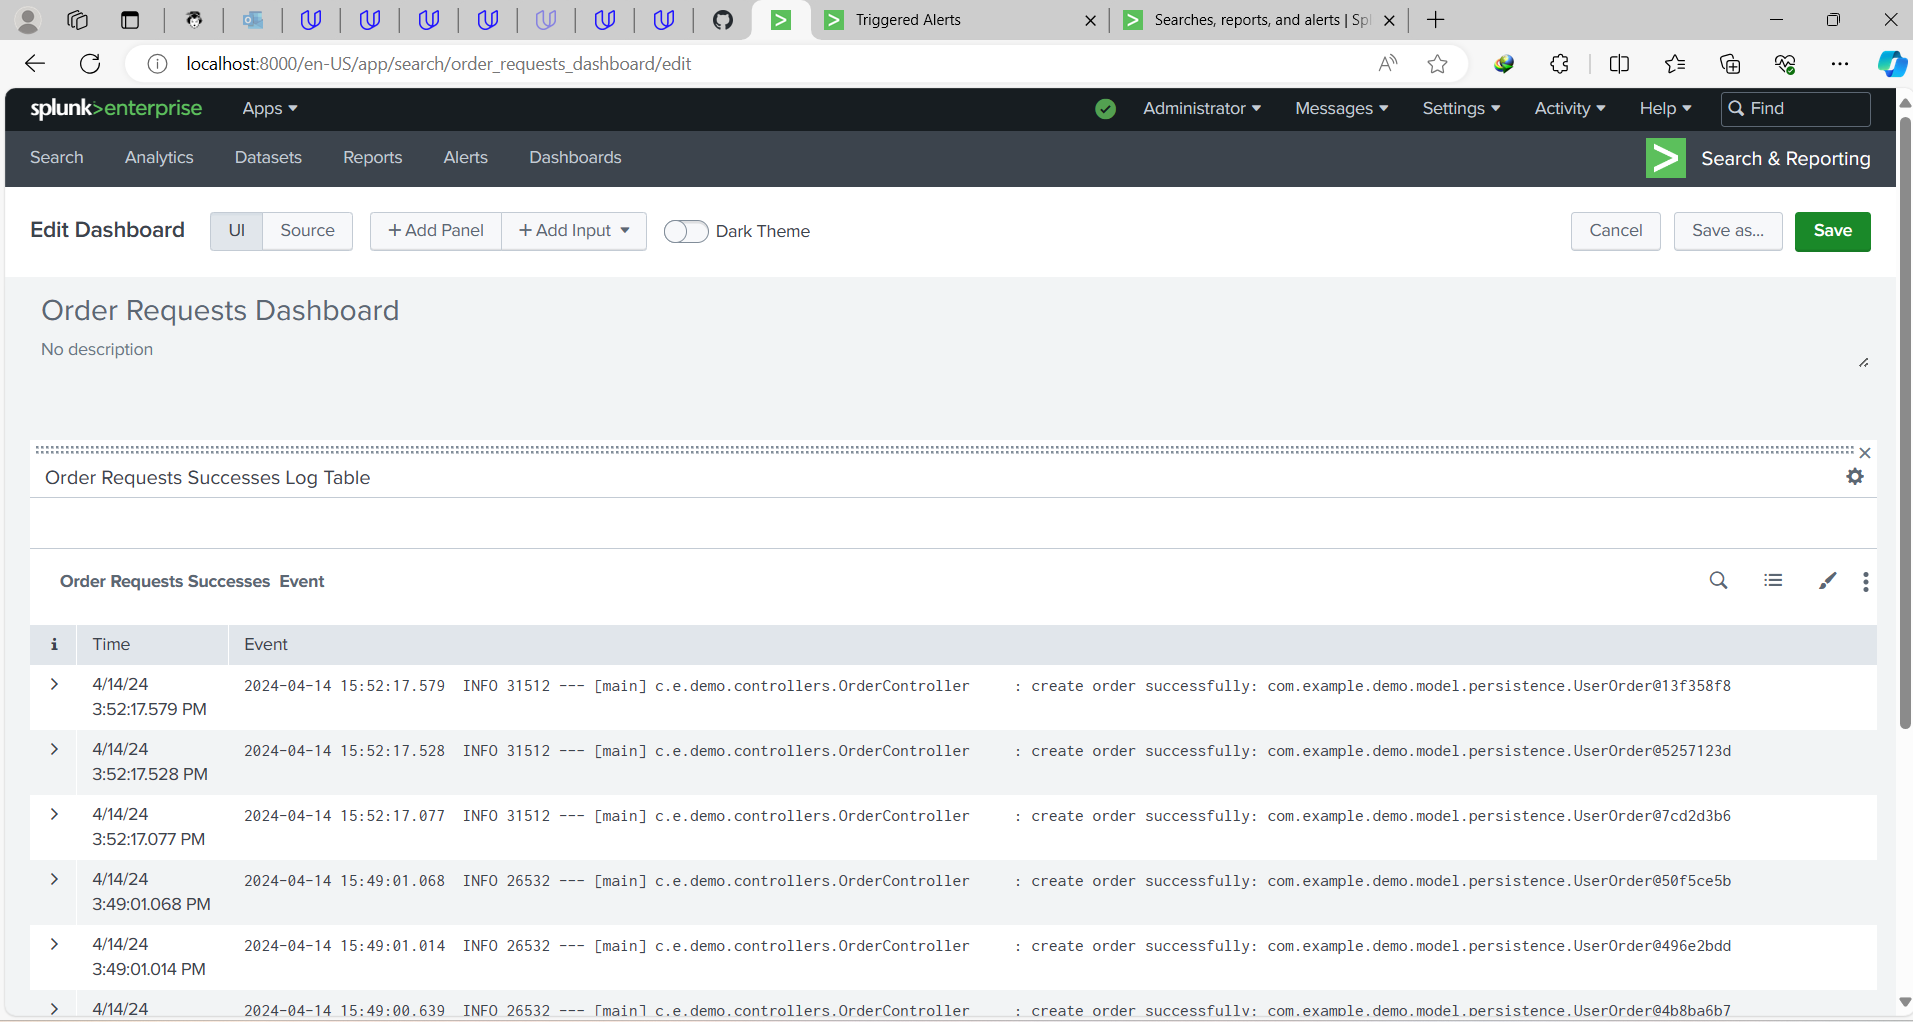 Triggered Alerts
Searches, reports, and alerts | Spl
localhost:8000/en-US/app/search/order_requests_dashboard/edit
splunk>enterprise Apps Administrator Messages Settings Activity Help Find
Search Analytics Datasets Reports Alerts Dashboards Search & Reporting
Edit Dashboard UI Source + Add Panel + Add Input Dark Theme Cancel Save as... Save
Order Requests Dashboard
No description
Order Requests Successes Log Table
Order Requests Successes Event
i Time Event
4/14/24 2024-04-14 15:52:17.579 INFO 31512 --- [main] c.e.demo.controllers.OrderController : create order successfully: com.example.demo.model.persistence.UserOrder@13f358f8
3:52:17.579 PM
4/14/24 2024-04-14 15:52:17.528 INFO 31512 --- [main] c.e.demo.controllers.OrderController : create order successfully: com.example.demo.model.persistence.UserOrder@5257123d
3:52:17.528 PM
4/14/24 2024-04-14 15:52:17.077 INFO 31512 --- [main] c.e.demo.controllers.OrderController : create order successfully: com.example.demo.model.persistence.UserOrder@7cd2d3b6
3:52:17.077 PM
4/14/24 2024-04-14 15:49:01.068 INFO 26532 --- [main] c.e.demo.controllers.OrderController : create order successfully: com.example.demo.model.persistence.UserOrder@50f5ce5b
3:49:01.068 PM
4/14/24 2024-04-14 15:49:01.014 INFO 26532 --- [main] c.e.demo.controllers.OrderController : create order successfully: com.example.demo.model.persistence.UserOrder@496e2bdd
3:49:01.014 PM
4/14/24 2024-04-14 15:49:00.639 INFO 26532 --- [main] c.e.demo.controllers.OrderController : create order successfully: com.example.demo.model.persistence.UserOrder@4b8ba6b7